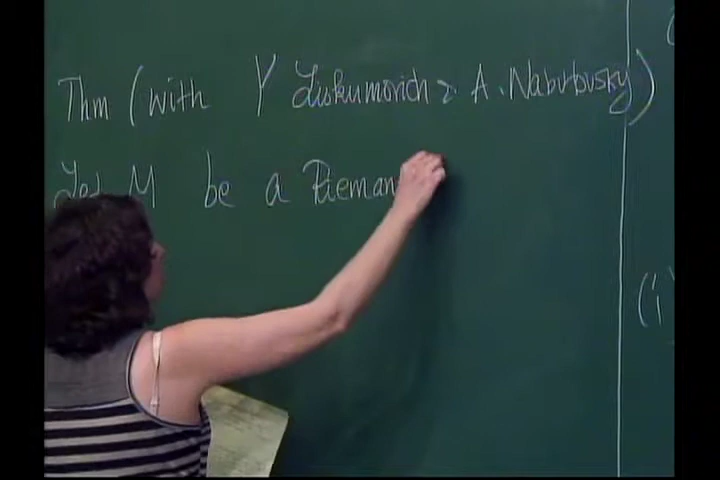 Thm (with Y Liokumovich, A. Nabutovsky)
Let M be a Rieman
(i